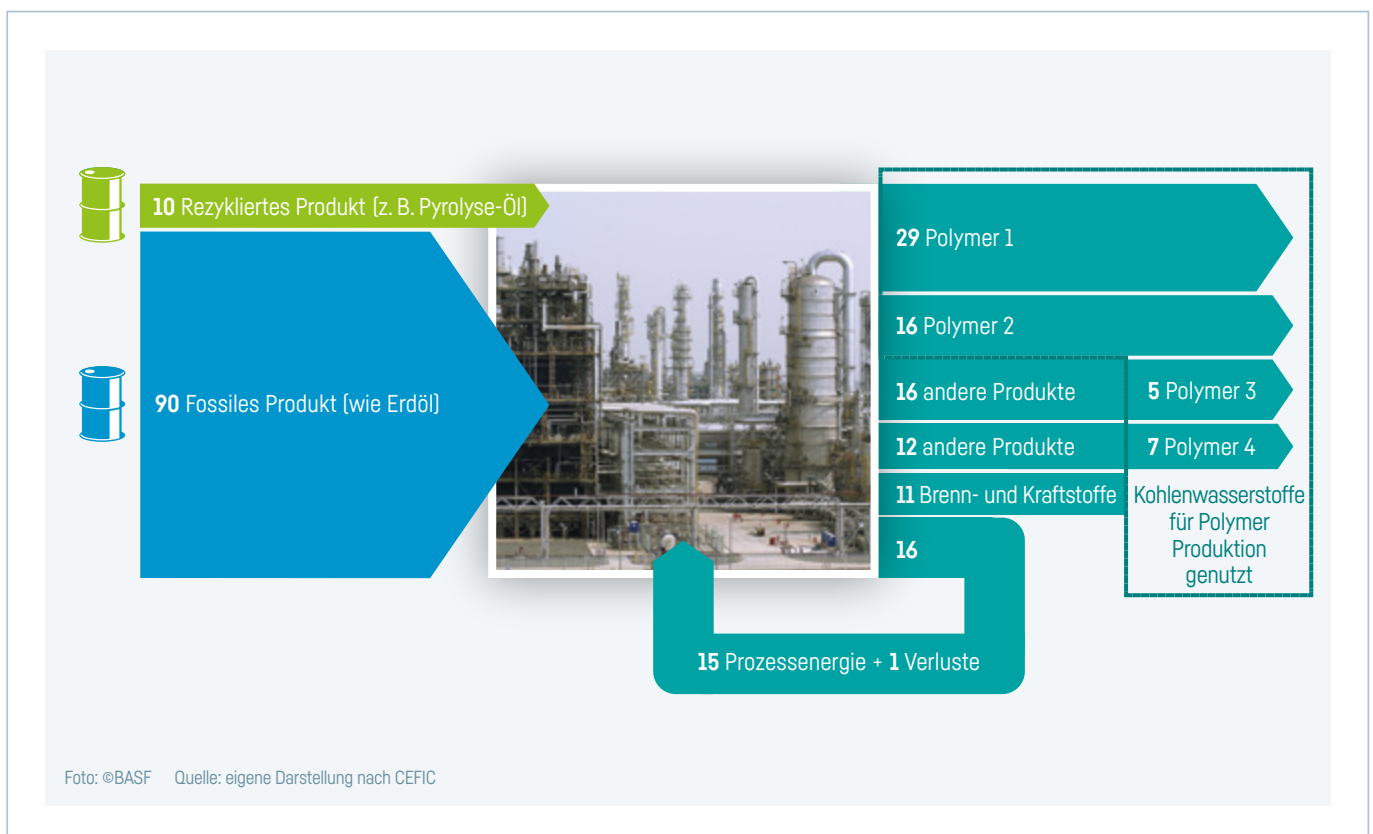 10 Rezykliertes Produkt (z. B. Pyrolyse-Öl)
90 Fossiles Produkt (wie Erdöl)
29 Polymer 1
16 Polymer 2
16 andere Produkte
5 Polymer 3
12 andere Produkte
7 Polymer 4
11 Brenn- und Kraftstoffe
Kohlenwasserstoffe
für Polymer
Produktion
genutzt
16
15 Prozessenergie + 1 Verluste
Foto: ©BASF Quelle: eigene Darstellung nach CEFIC